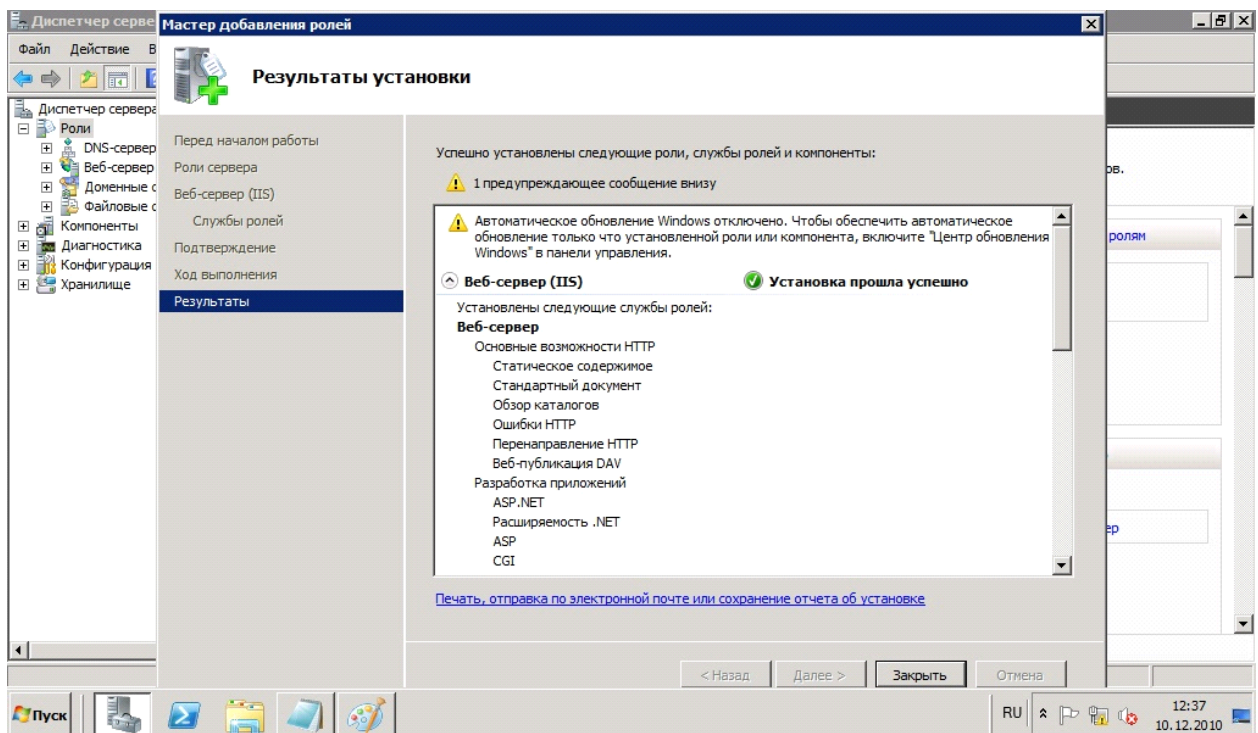 Диспетчер серве
Мастер добавления ролей
Файл Действие В
Результаты установки
Диспетчер сервера
Роли
DNS-сервер
Веб-сервер
Доменные с
Файловые с
Компоненты
Диагностика
Конфигурация
Хранилище
Перед началом работы
Роли сервера
Веб-сервер (IIS)
Службы ролей
Подтверждение
Ход выполнения
Результаты
Успешно установлены следующие роли, службы ролей и компоненты:
1 предупреждающее сообщение внизу
Автоматическое обновление Windows отключено. Чтобы обеспечить автоматическое
обновление только что установленной роли или компонента, включите "Центр обновления
Windows" в панели управления.
Веб-сервер (IIS) Установка прошла успешно
Установлены следующие службы ролей:
Веб-сервер
Основные возможности HTTP
Статическое содержимое
Стандартный документ
Обзор каталогов
Ошибки HTTP
Перенаправление HTTP
Веб-публикация DAV
Разработка приложений
ASP.NET
Расширяемость .NET
ASP
CGI
Печать, отправка по электронной почте или сохранение отчета об установке
< Назад Далее > Закрыть Отмена
ов.
ролям
ер
Пуск
RU
12:37
10.12.2010